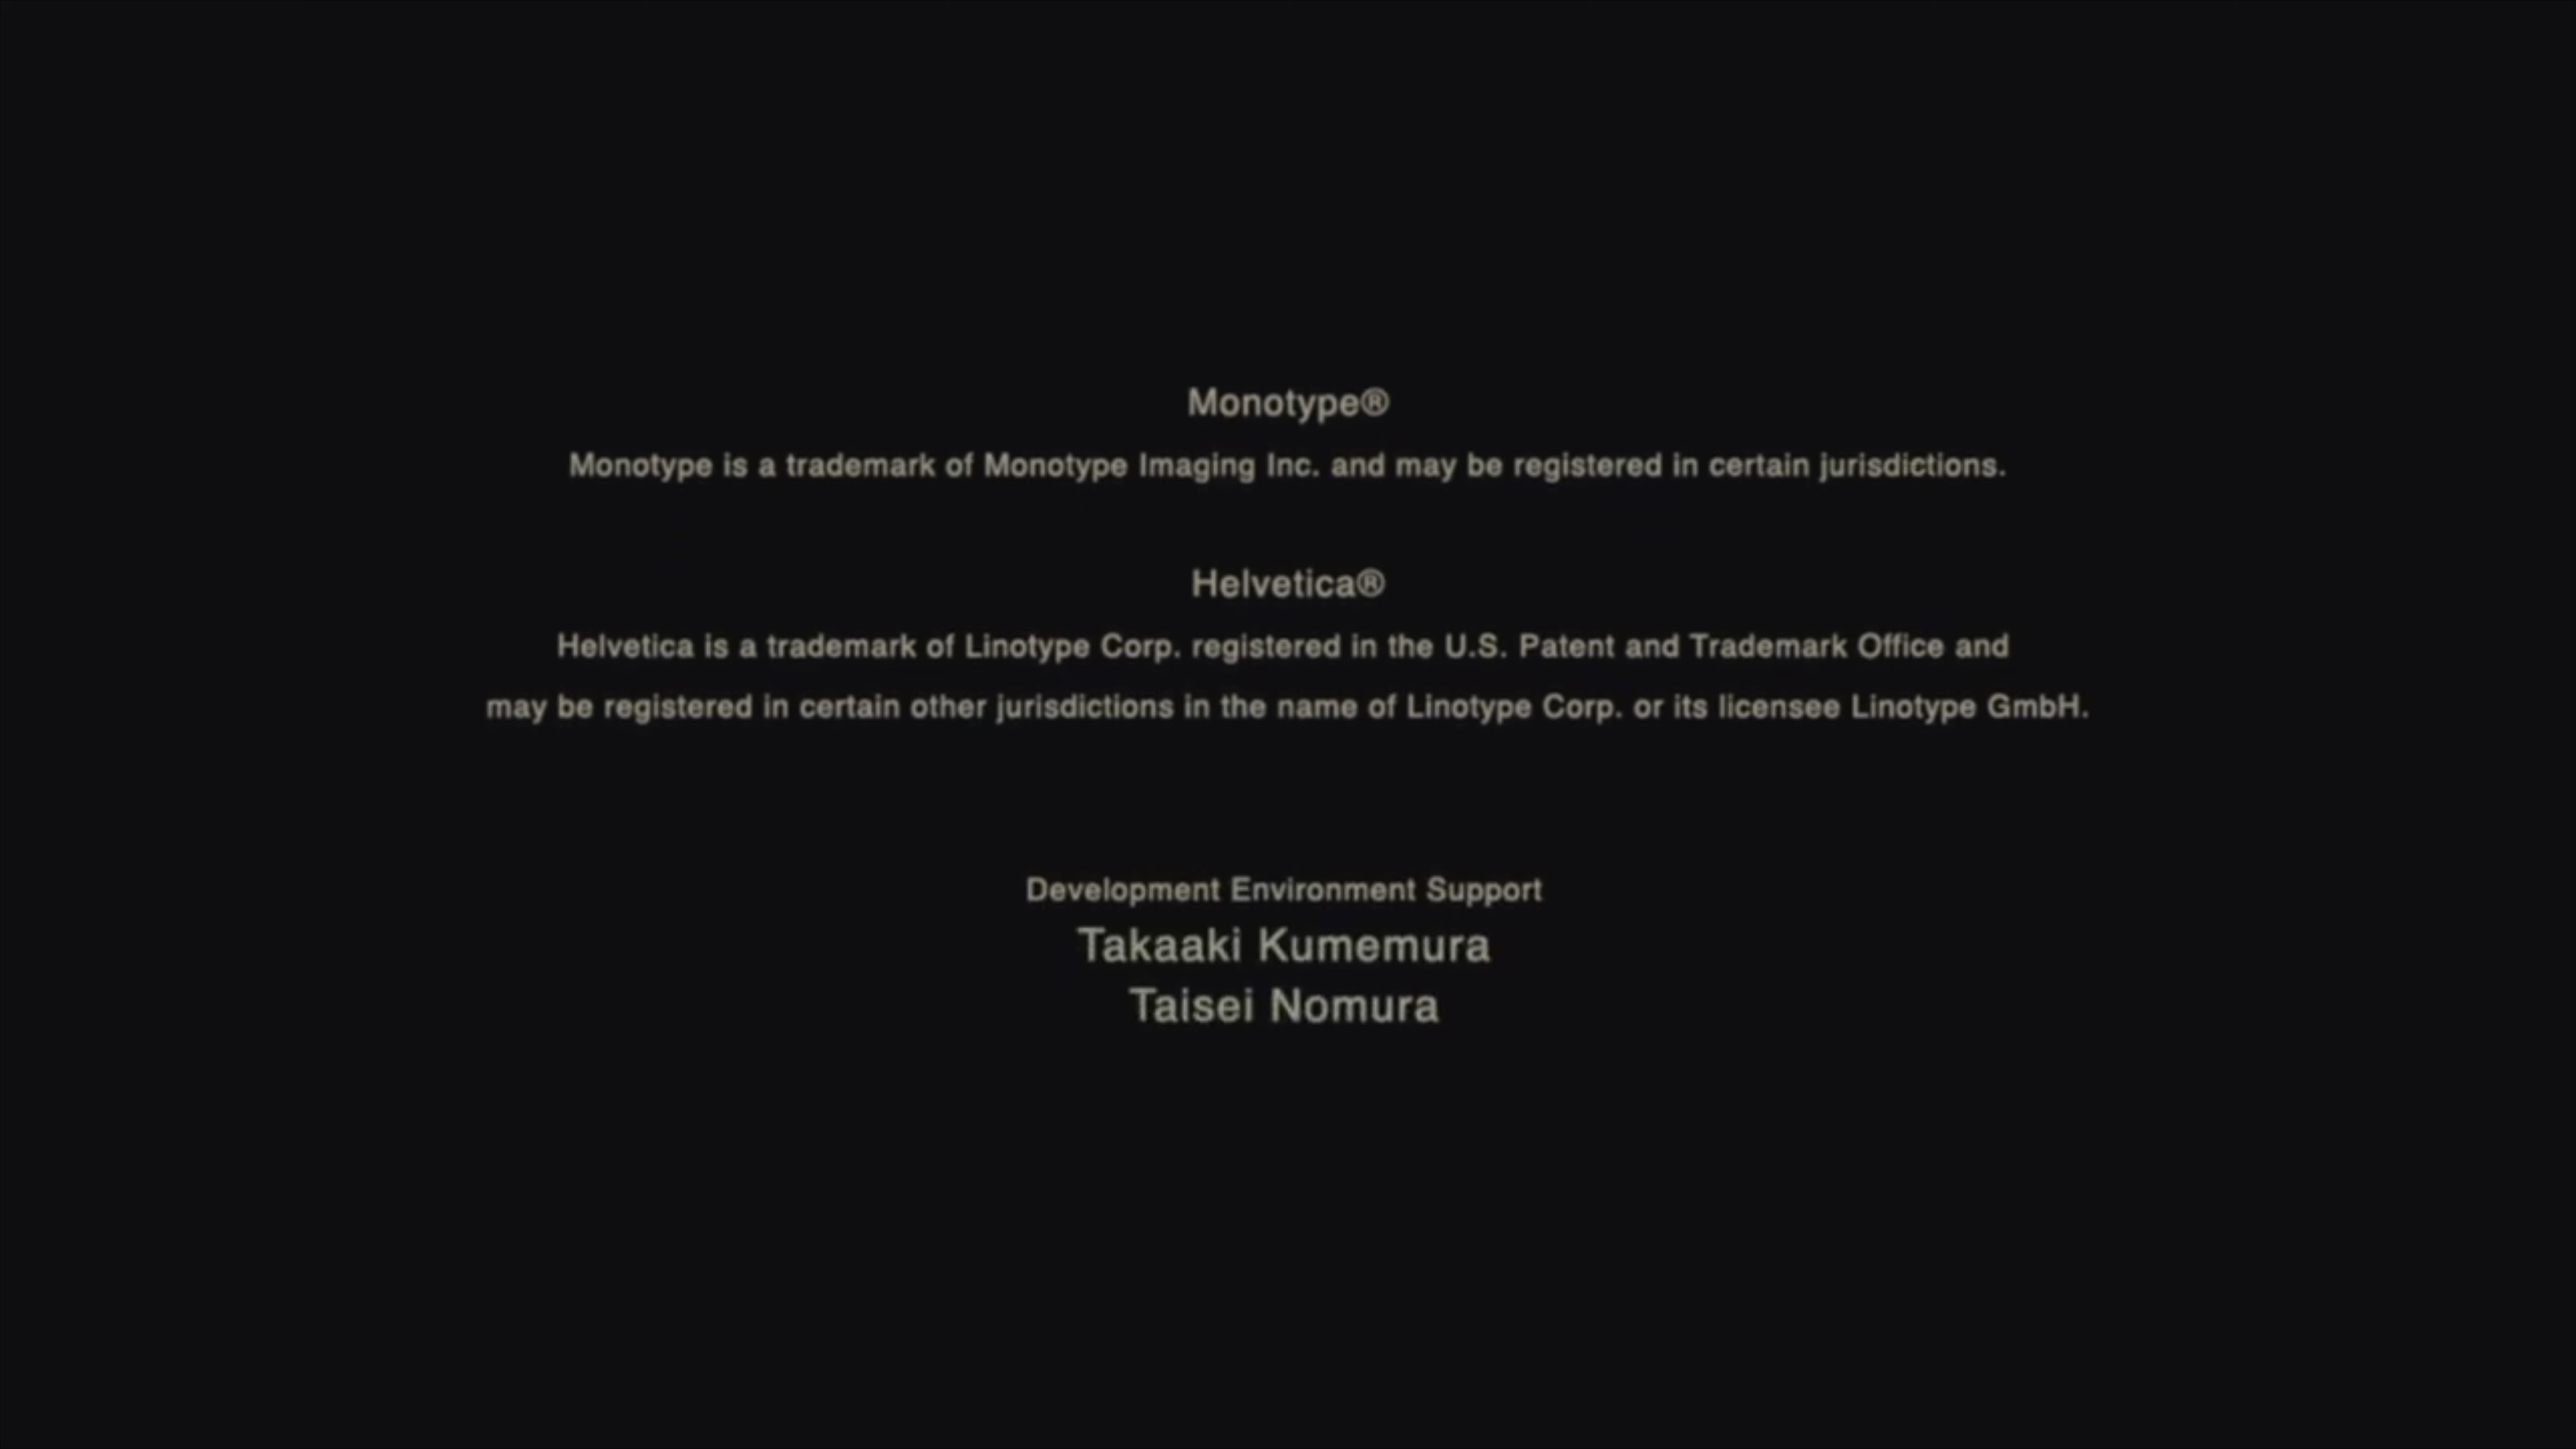 Monotype®
Monotype is a trademark of Monotype Imaging Inc. and may be registered in certain jurisdictions.
Helvetica®
Helvetica is a trademark of Linotype Corp. registered in the U.S. Patent and Trademark Office and
may be registered in certain other jurisdictions in the name of Linotype Corp. or its licensee Linotype GmbH.
Development Environment Support
Takaaki Kumemura
Taisei Nomura